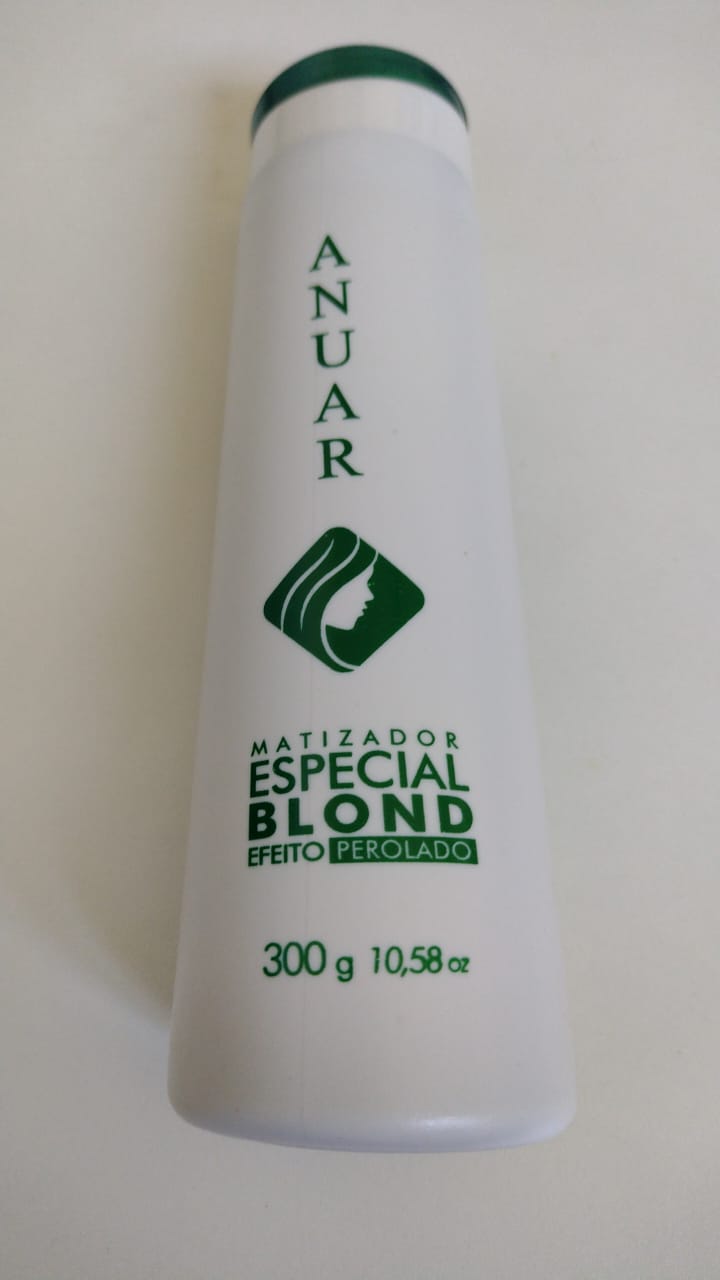 ANUAR
MATIZADOR
ESPECIAL
BLOND
EFEITO PEROLADO
300 g 10,58 oz